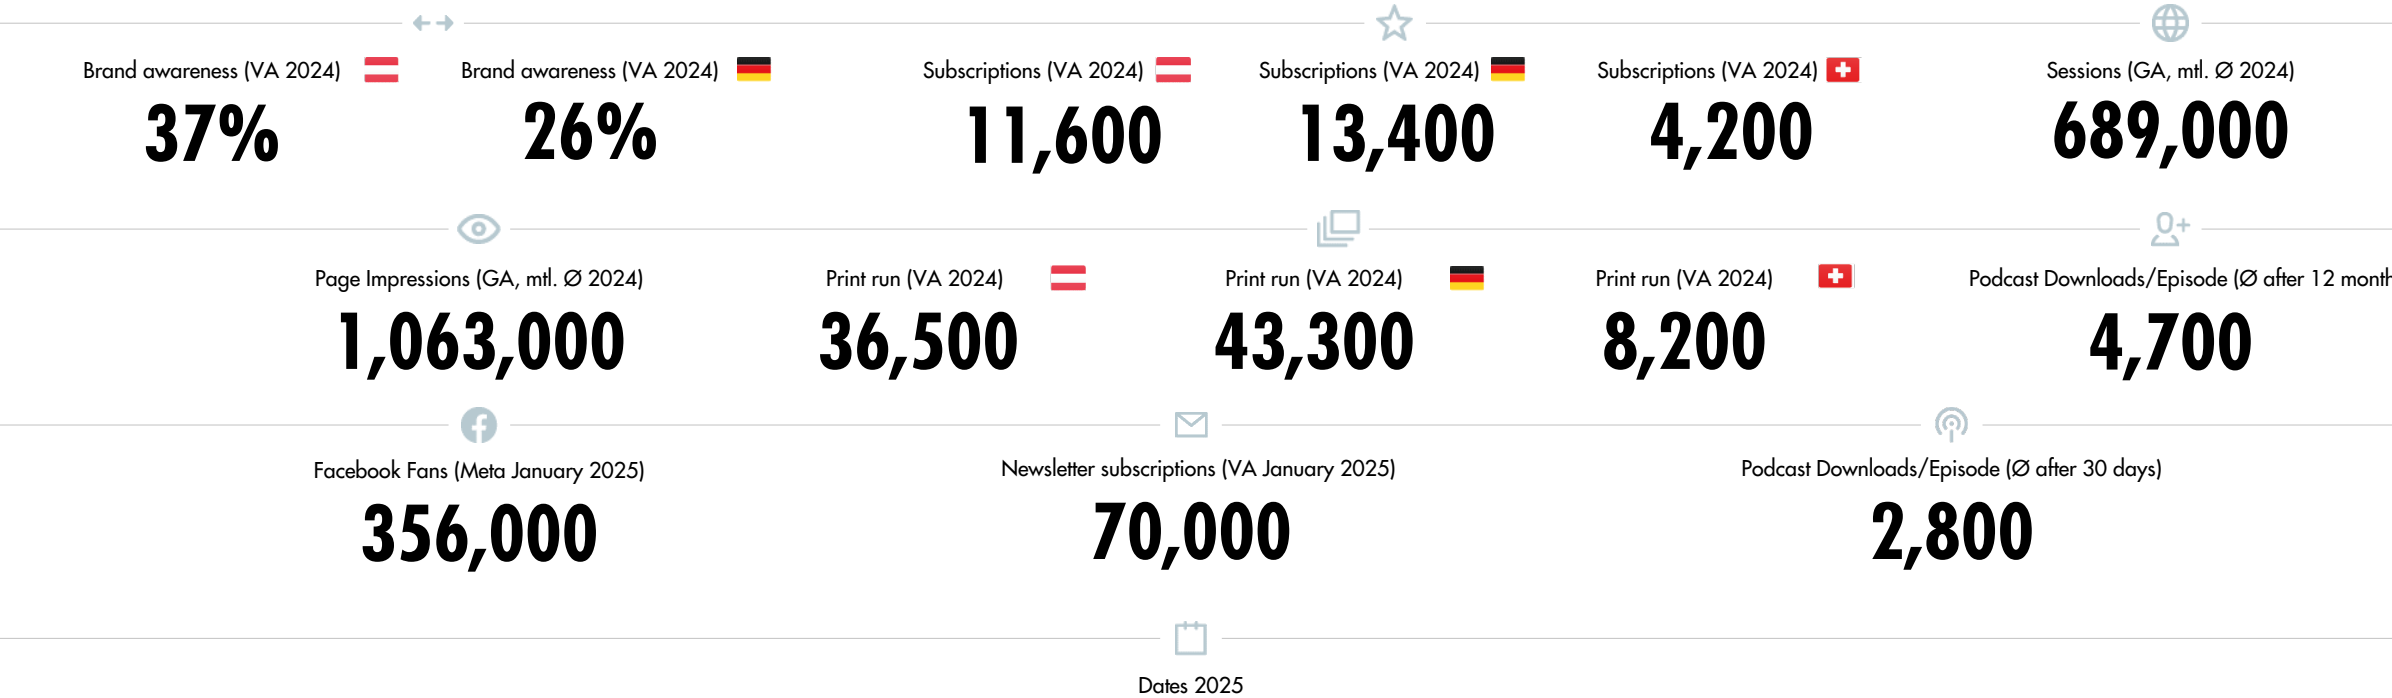 Brand awareness (VA 2024) Brand awareness (VA 2024) Subscriptions (VA 2024) Subscriptions (VA 2024) Subscriptions (VA 2024) Sessions (GA, mtl. Ø 2024)
37% 26% 11,600 13,400 4,200 689,000
Page Impressions (GA, mtl. Ø 2024) Print run (VA 2024) Print run (VA 2024) Print run (VA 2024) Podcast Downloads/Episode (Ø after 12 month
1,063,000 36,500 43,300 8,200 4,700
Facebook Fans (Meta January 2025) Newsletter subscriptions (VA January 2025) Podcast Downloads/Episode (Ø after 30 days)
356,000 70,000 2,800
Dates 2025